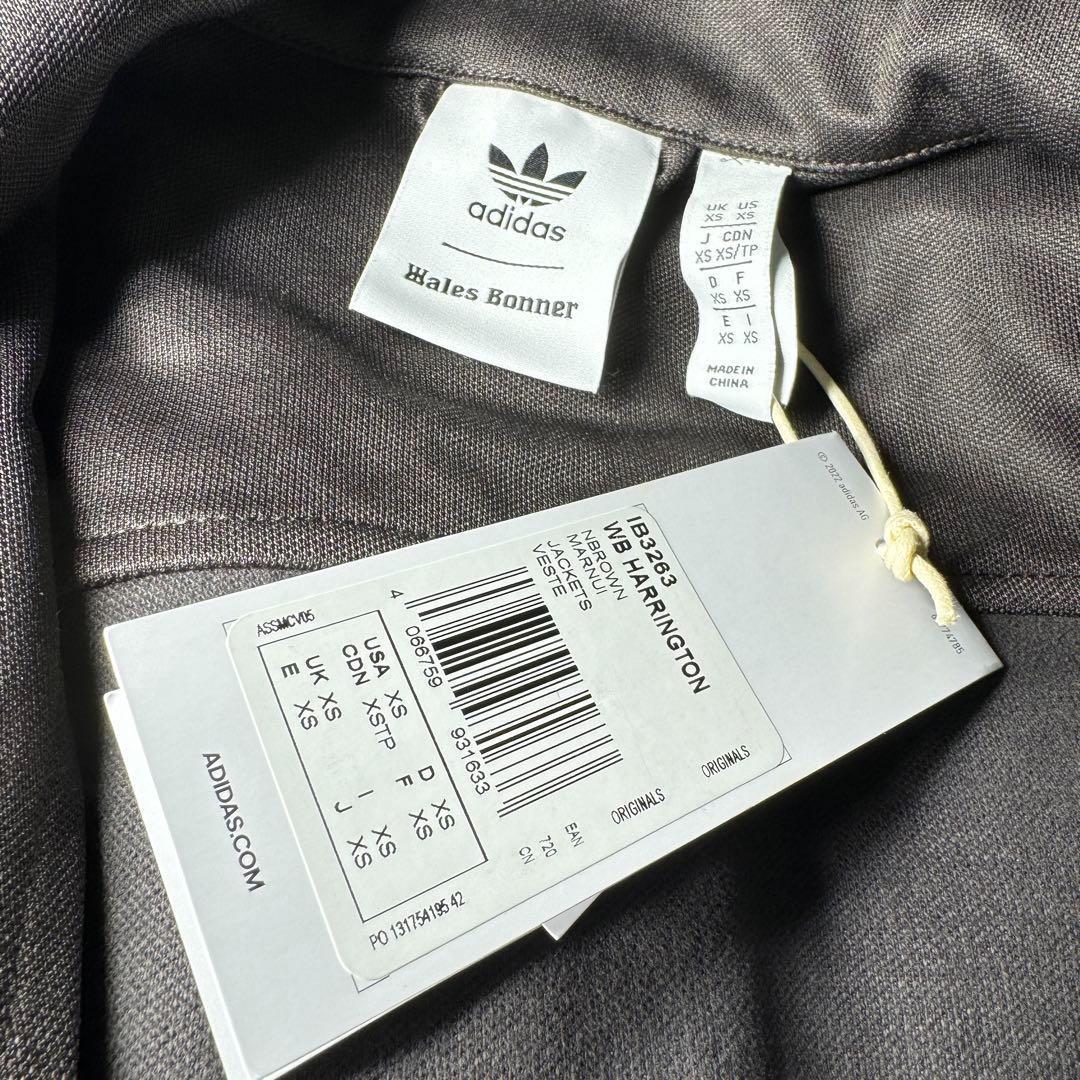 adidas
Wales Bonner
UK US
XS XS
J CDN
XS XS/TP
D F
XS XS
E I
XS XS
MADE IN
CHINA
© 2022 adidas AG
IB3263
WB HARRINGTON
NBROWN
MARNUI
JACKETS
VESTE
4 066759 931633
ASSMCVD5
USA XS D XS
CDN XSTP F XS
UK XS I XS
E XS J XS
EAN
720
CN
ORIGINALS
ORIGINALS
PO 131754195 42
ADIDAS.COM